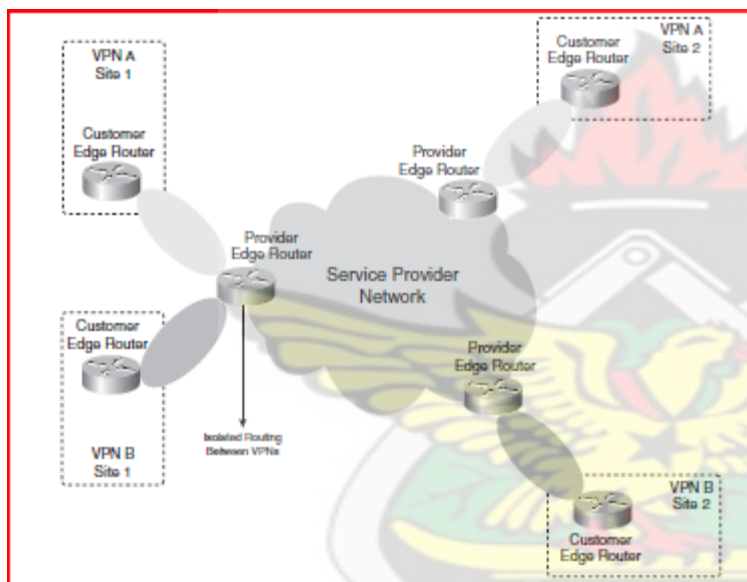 VPN A
Site 1
Customer
Edge Router
Customer
Edge Router
VPN A
Site 2
Provider
Edge Router
Provider
Edge Router
Service Provider
Network
Customer
Edge Router
VPN B
Site 1
Isolated Routing
Between VPNs
Provider
Edge Router
VPN B
Site 2
Customer
Edge Router